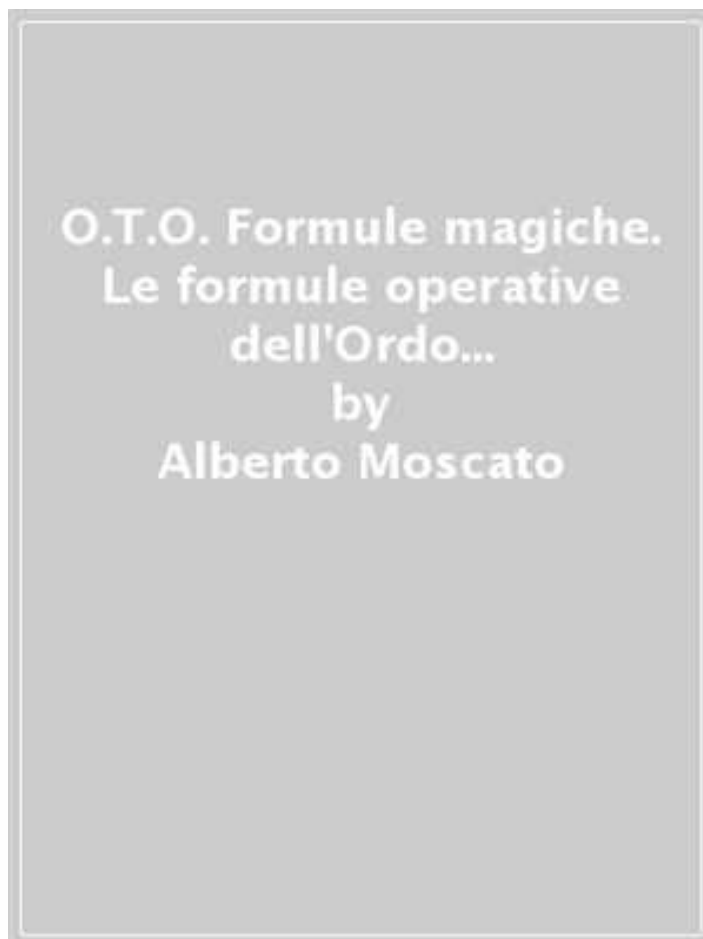 O.T.O. Formule magiche.
Le formule operative
dell'Ordo...
by
Alberto Moscato